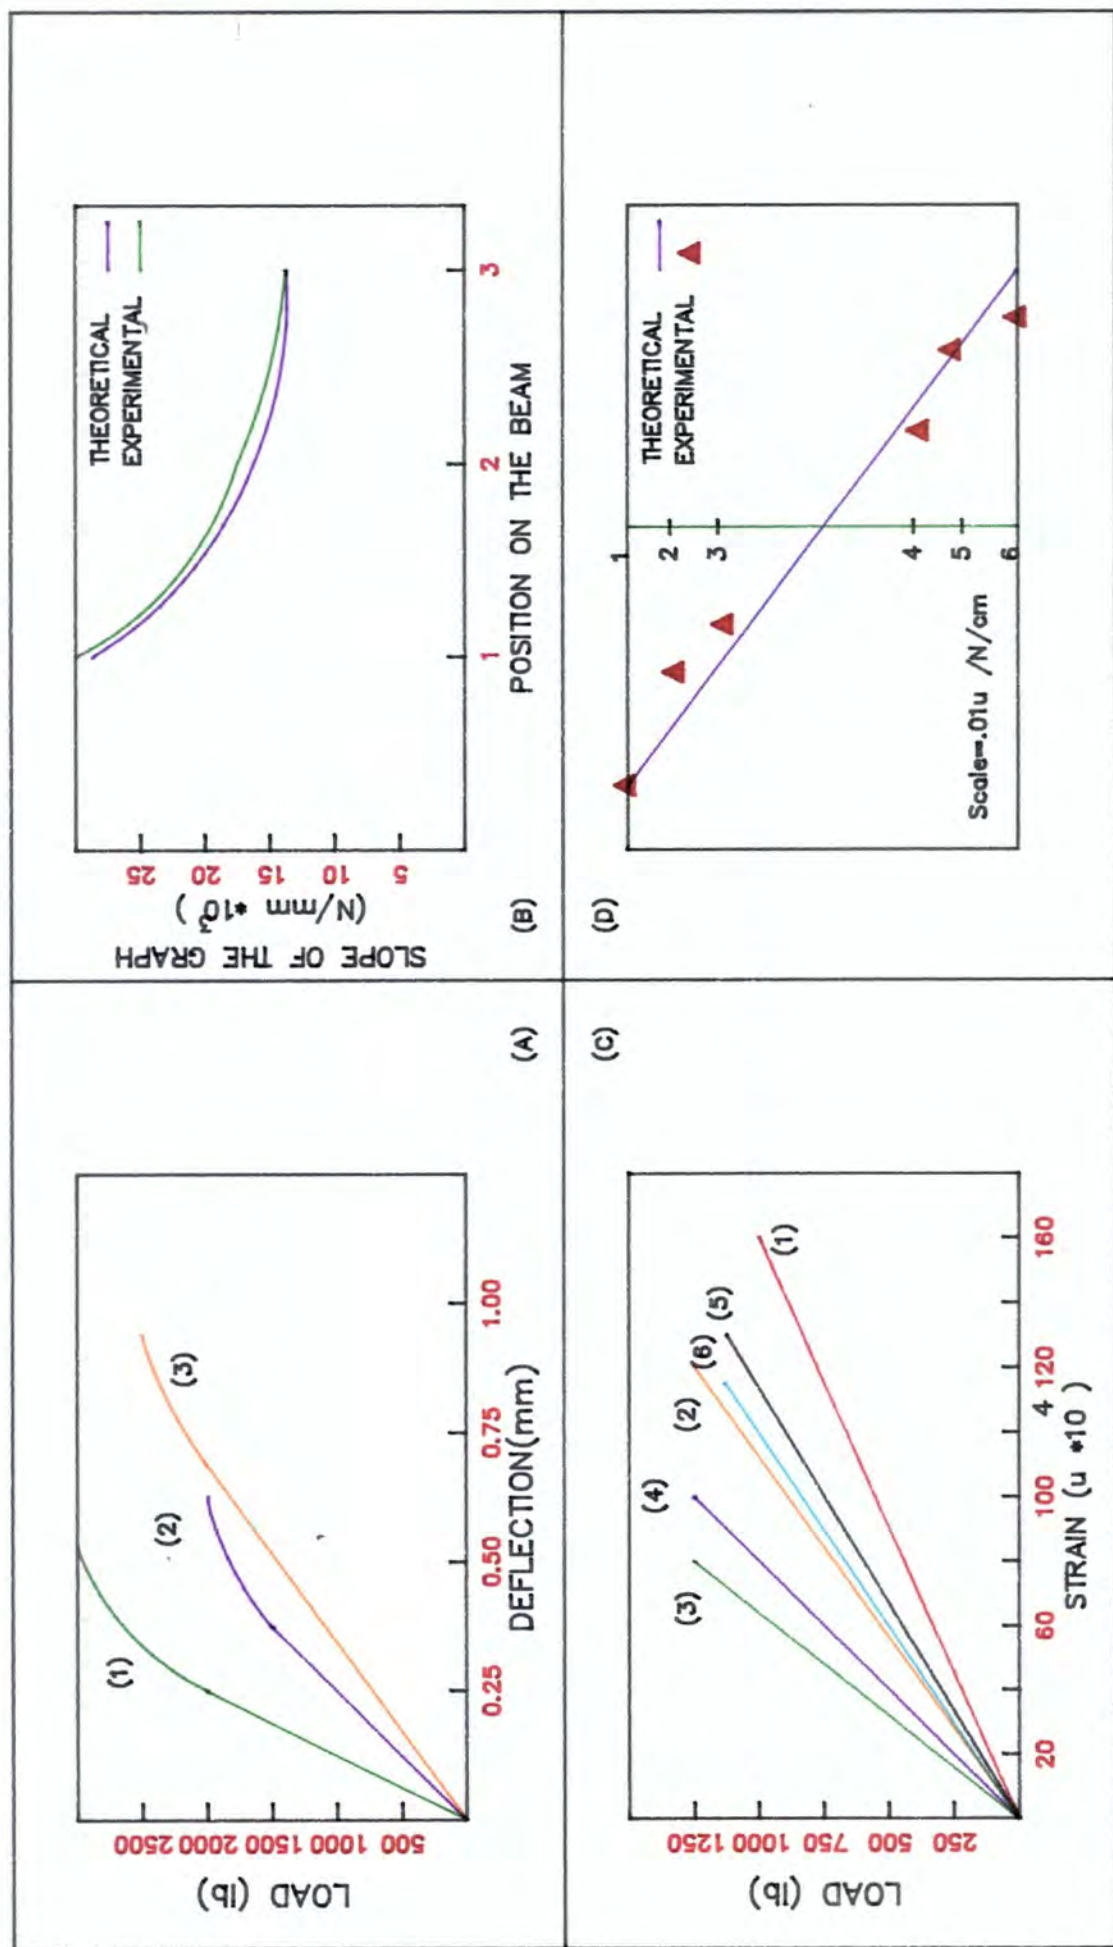 LOAD (lb)
2500
2000
1500
1000
500
(1)
(2)
(3)
0.25
0.50
0.75
1.00
DEFLECTION(mm)
(A)
SLOPE OF THE GRAPH
(N/mm *10³ )
25
20
15
10
5
THEORETICAL
EXPERIMENTAL
1
2
3
POSITION ON THE BEAM
(B)
LOAD (lb)
1250
1000
750
500
250
(3)
(4)
(2)
(6)
(5)
(1)
20
60
100
120
160
STRAIN (u *10⁴ )
(C)
(D)
THEORETICAL
EXPERIMENTAL
1
2
3
4
5
6
Scale=.01u /N/cm